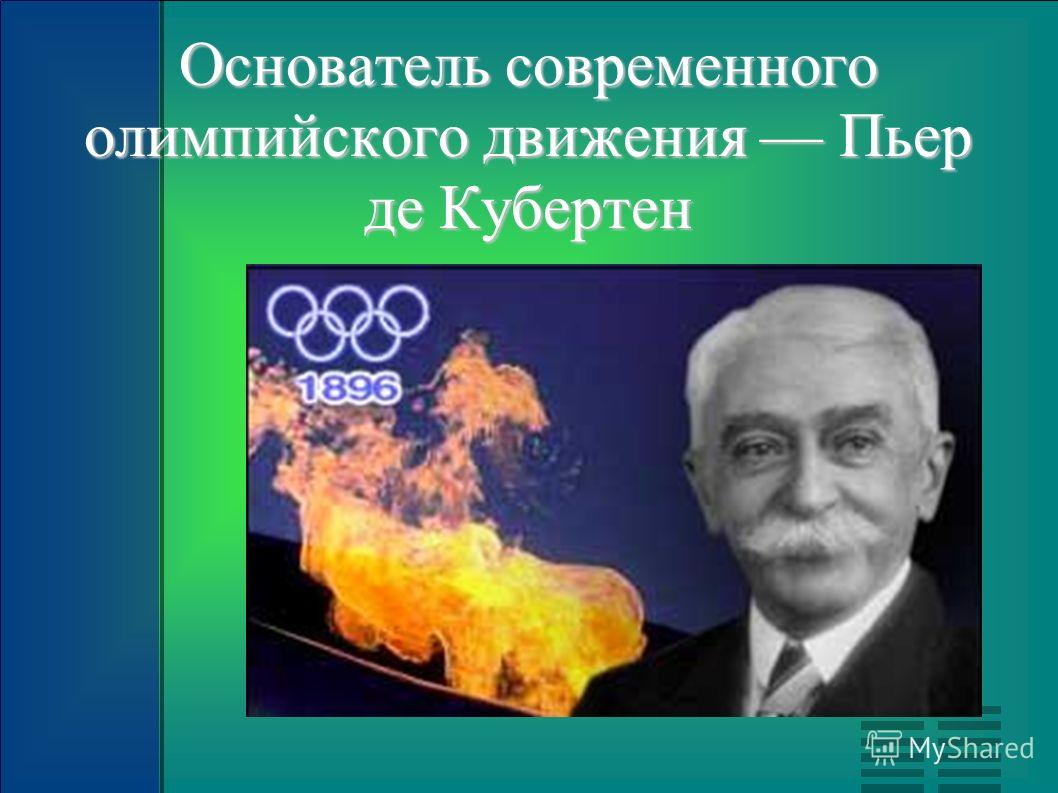 Основатель современного
олимпийского движения — Пьер
де Кубертен
1896
MyShared